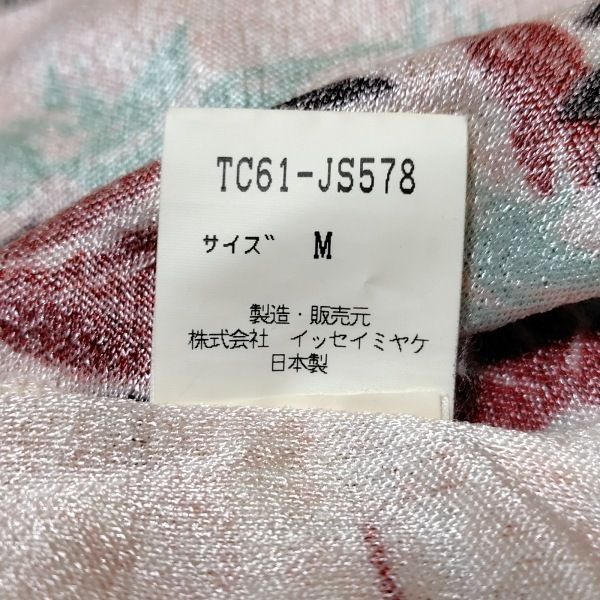 TC61-JS578
サイズ M
製造・販売元
株式会社 イッセイミヤケ
日本製